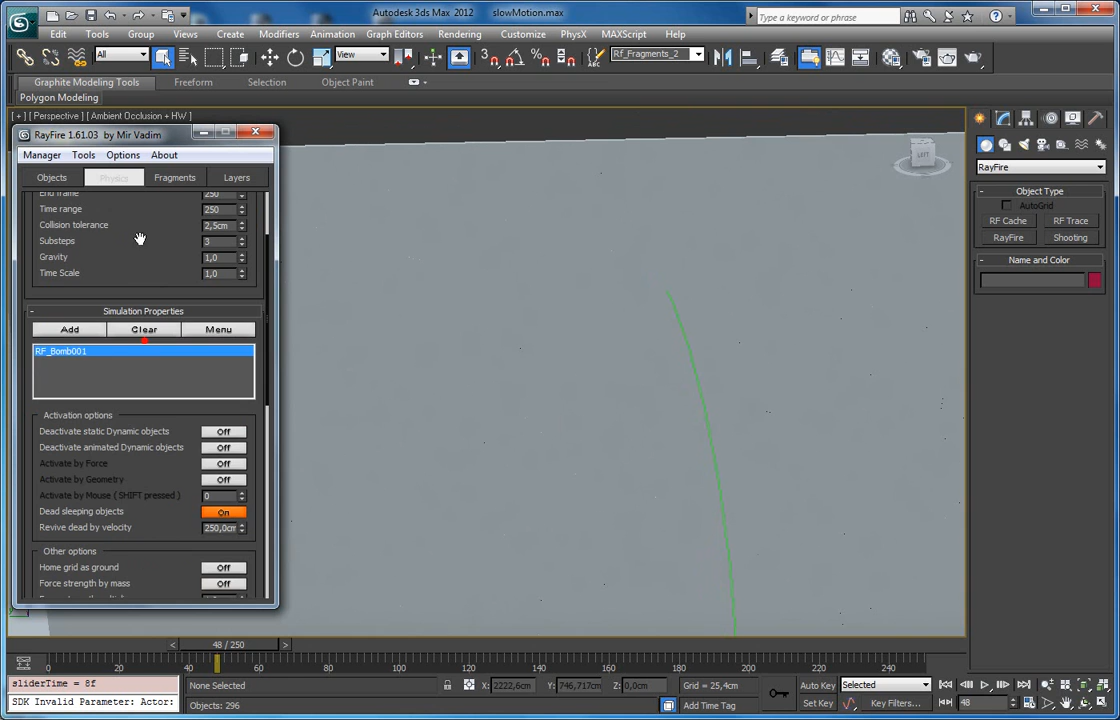 Autodesk 3ds Max 2012 slowMotion.max
Type a keyword or phrase
Edit Tools Group Views Create Modifiers Animation Graph Editors Rendering Customize PhysX MAXScript Help
All View 3 Rf_Fragments_2
Graphite Modeling Tools Freeform Selection Object Paint
Polygon Modeling
[ + ] [ Perspective ] [ Ambient Occlusion + HW ]
RayFire 1.61.03 by Mir Vadim
Manager Tools Options About
Objects Physics Fragments Layers
End frame 250
Time range 250
Collision tolerance 2,5cm
Substeps 3
Gravity 1,0
Time Scale 1,0
- Simulation Properties
Add Clear Menu
RF_Bomb001
Activation options
Deactivate static Dynamic objects Off
Deactivate animated Dynamic objects Off
Activate by Force Off
Activate by Geometry Off
Activate by Mouse ( SHIFT pressed ) 0
Dead sleeping objects On
Revive dead by velocity 250,0cm
Other options
Home grid as ground Off
Force strength by mass Off
LEFT
RayFire
- Object Type
AutoGrid
RF Cache RF Trace
RayFire Shooting
- Name and Color
< 48 / 250 >
0 20 40 60 80 100 120 140 160 180 200 220 240
sliderTime = 8f
SDK Invalid Parameter: Actor:
None Selected X: 2222,6cm Y: 746,717cm Z: 0,0cm Grid = 25,4cm Auto Key Selected
Objects: 296 Add Time Tag Set Key Key Filters... 48